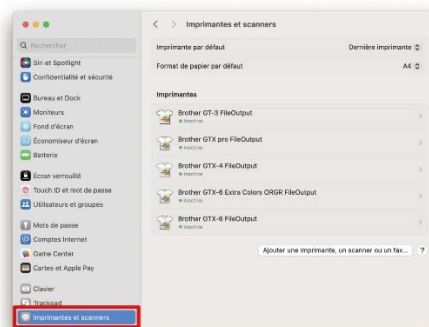 Imprimantes et scanners
Rechercher
Siri et Spotlight
Confidentialité et sécurité
Bureau et Dock
Moniteurs
Fond d'écran
Économiseur d'écran
Batterie
Écran verrouillé
Touch ID et mot de passe
Utilisateurs et groupes
Mots de passe
Comptes Internet
Game Center
Cartes et Apple Pay
Clavier
Trackpad
Imprimantes et scanners
Imprimante par défaut Dernière imprimante
Format de papier par défaut A4
Imprimantes
Brother GT-3 FileOutput
Inactive
Brother GTX pro FileOutput
Inactive
Brother GTX-4 FileOutput
Inactive
Brother GTX-6 Extra Colors ORGR FileOutput
Inactive
Brother GTX-6 FileOutput
Inactive
Ajouter une imprimante, un scanner ou un fax... ?